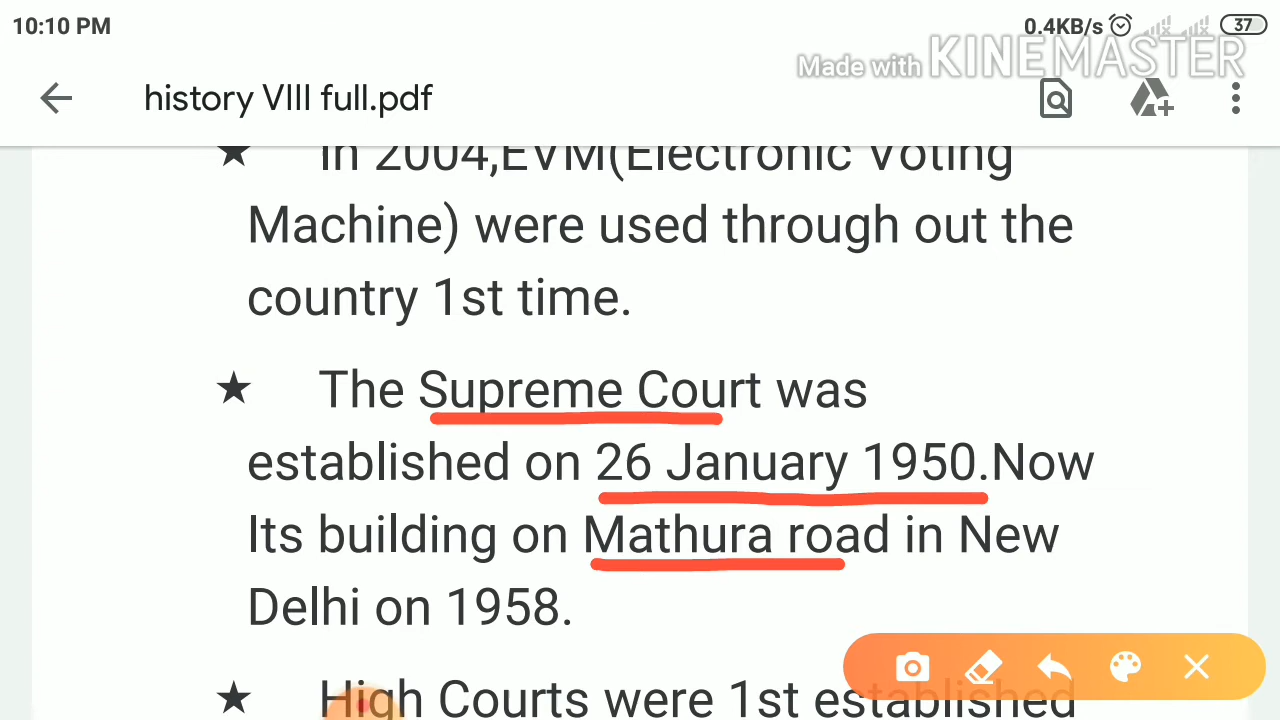 10:10 PM
0.4KB/s
37
Made with KINEMASTER
history VIII full.pdf
★ In 2004,EVM(Electronic Voting
Machine) were used through out the
country 1st time.
★ The Supreme Court was
established on 26 January 1950.Now
Its building on Mathura road in New
Delhi on 1958.
★ High Courts were 1st established